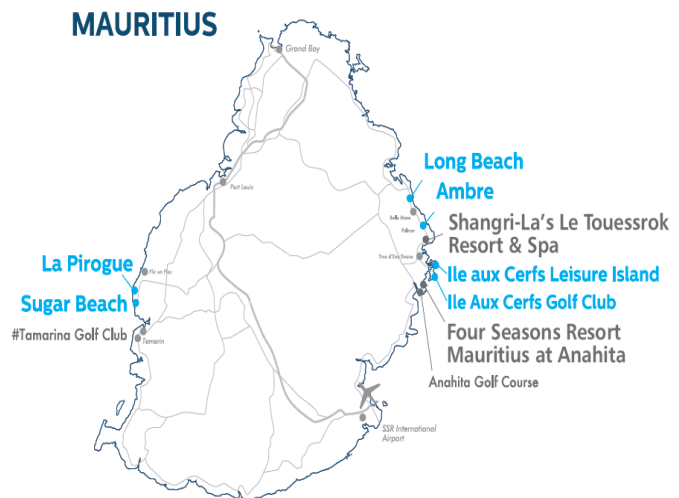 MAURITIUS
Grand Bay
Port Louis
Long Beach
Ambre
Belle Mare
Palmar
Shangri-La's Le Touessrok
Resort & Spa
Trou d'Eau Douce
La Pirogue
Flic en Flac
Ile aux Cerfs Leisure Island
Sugar Beach
Ile Aux Cerfs Golf Club
#Tamarina Golf Club
Tamarin
Four Seasons Resort
Mauritius at Anahita
Anahita Golf Course
SSR International
Airport